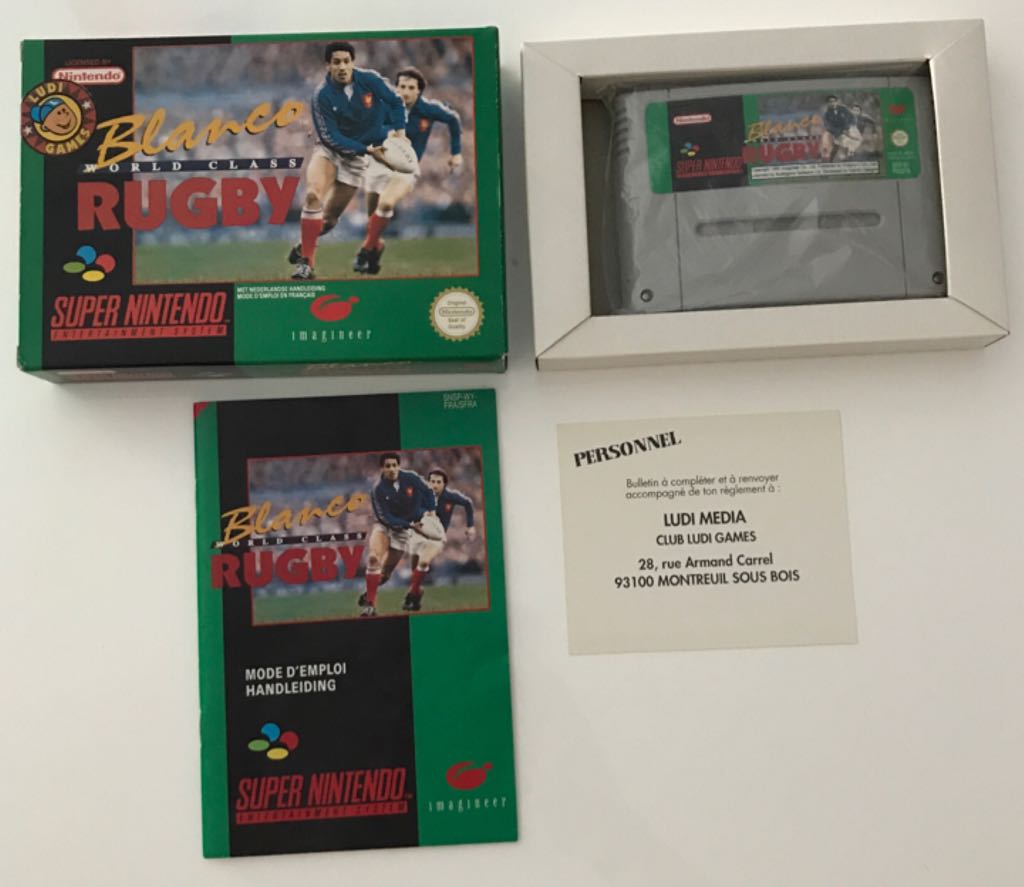 LICENSED BY
Nintendo
LUDI
GAMES
Blanco
WORLD CLASS
RUGBY
SUPER NINTENDO
ENTERTAINMENT SYSTEM
MET NEDERLANDSE HANDLEIDING
MODE D'EMPLOI EN FRANÇAIS
imagineer
Original
Nintendo
Seal of
Quality
Nintendo
Blanco
WORLD CLASS
RUGBY
SUPER NINTENDO
SNSP-WY-
FRA/SFRA
Blanco
WORLD CLASS
RUGBY
MODE D'EMPLOI
HANDLEIDING
SUPER NINTENDO
ENTERTAINMENT SYSTEM
imagineer
PERSONNEL
Bulletin à compléter et à renvoyer
accompagné de ton règlement à :
LUDI MEDIA
CLUB LUDI GAMES
28, rue Armand Carrel
93100 MONTREUIL SOUS BOIS